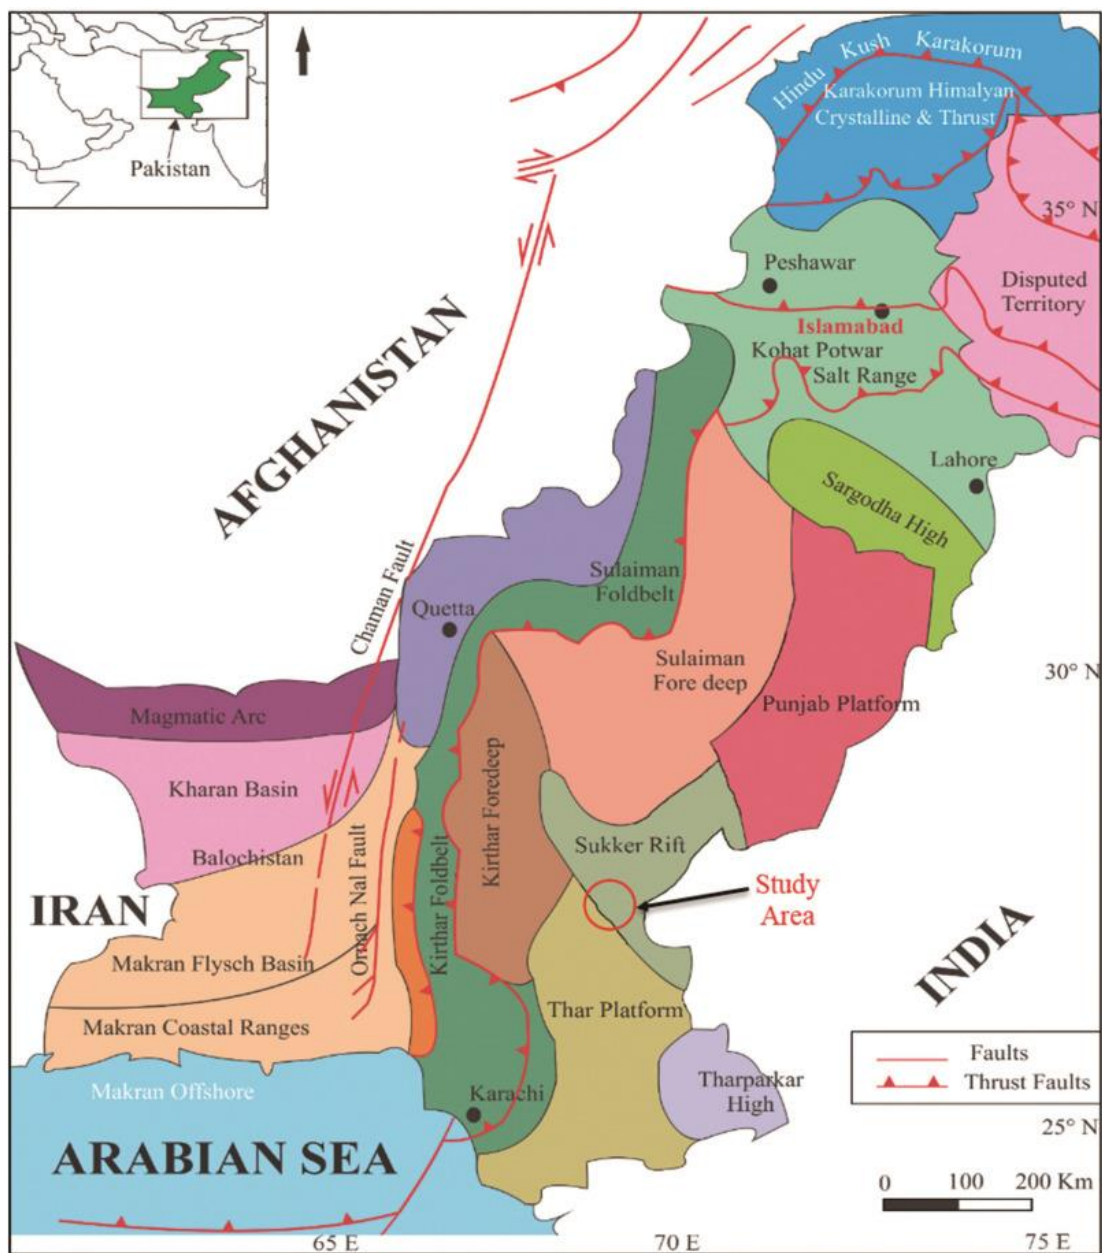 Pakistan
Hindu Kush Karakorum
Karakorum Himalyan
Crystalline & Thrust
35° N
Peshawar
Disputed
Territory
Islamabad
Kohat Potwar
Salt Range
AFGHANISTAN
Lahore
Sargodha High
Chaman Fault
Sulaiman
Foldbelt
Quetta
Sulaiman
Fore deep
30° N
Magmatic Arc
Punjab Platform
Kharan Basin
Kirthar Foredeep
Sukker Rift
Balochistan
Ornach Nal Fault
Kirthar Foldbelt
Study
Area
IRAN
INDIA
Makran Flysch Basin
Thar Platform
Makran Coastal Ranges
Faults
Thrust Faults
Makran Offshore
Karachi
Tharparkar
High
25° N
ARABIAN SEA
0 100 200 Km
65 E 70 E 75 E